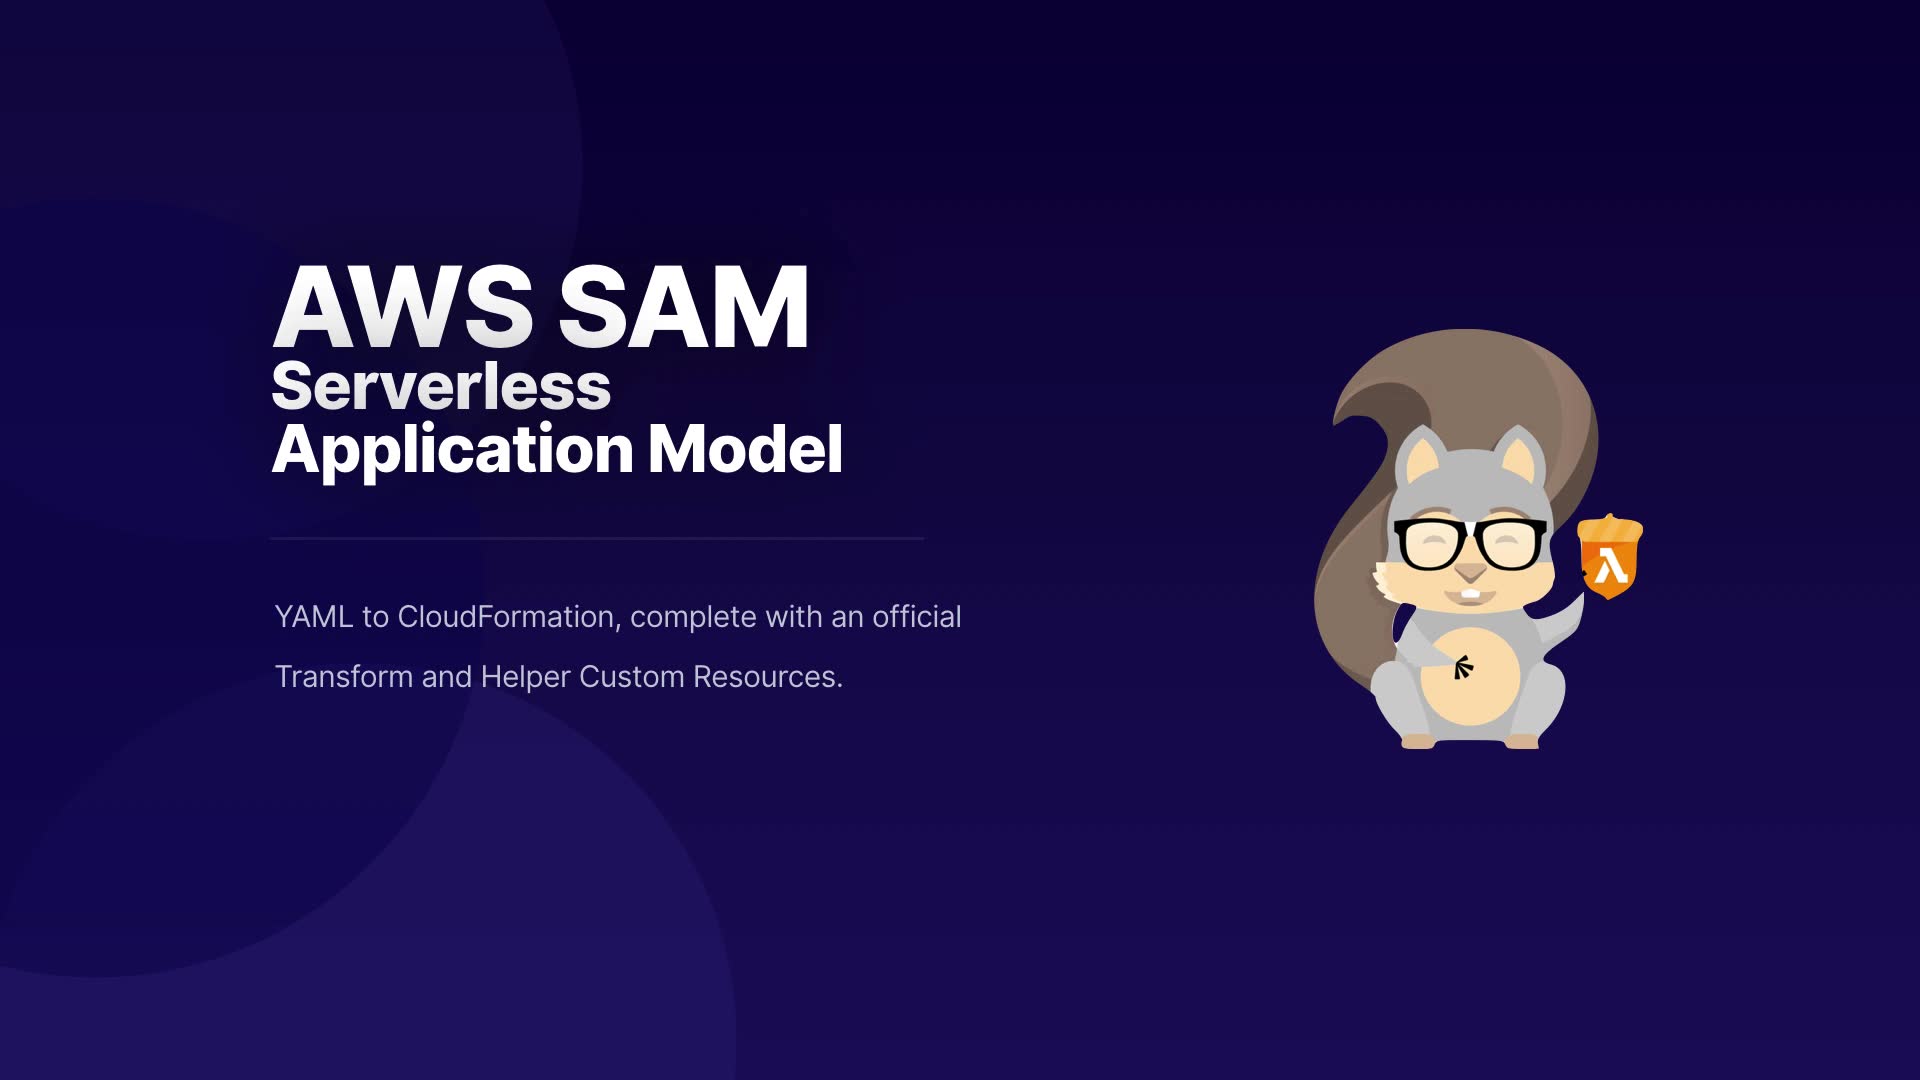 AWS SAM
Serverless
Application Model
YAML to CloudFormation, complete with an official
Transform and Helper Custom Resources.